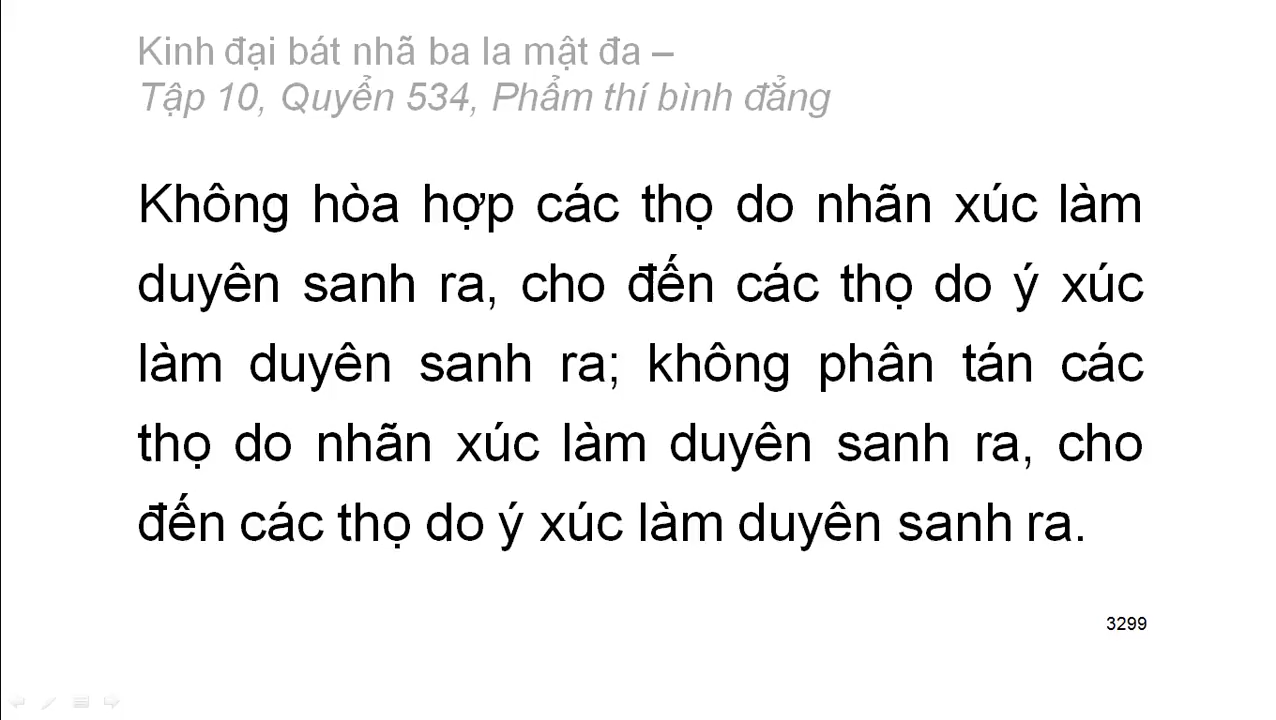 Kinh đại bát nhã ba la mật đa –
Tập 10, Quyển 534, Phẩm thí bình đẳng
Không hòa hợp các thọ do nhãn xúc làm
duyên sanh ra, cho đến các thọ do ý xúc
làm duyên sanh ra; không phân tán các
thọ do nhãn xúc làm duyên sanh ra, cho
đến các thọ do ý xúc làm duyên sanh ra.
3299